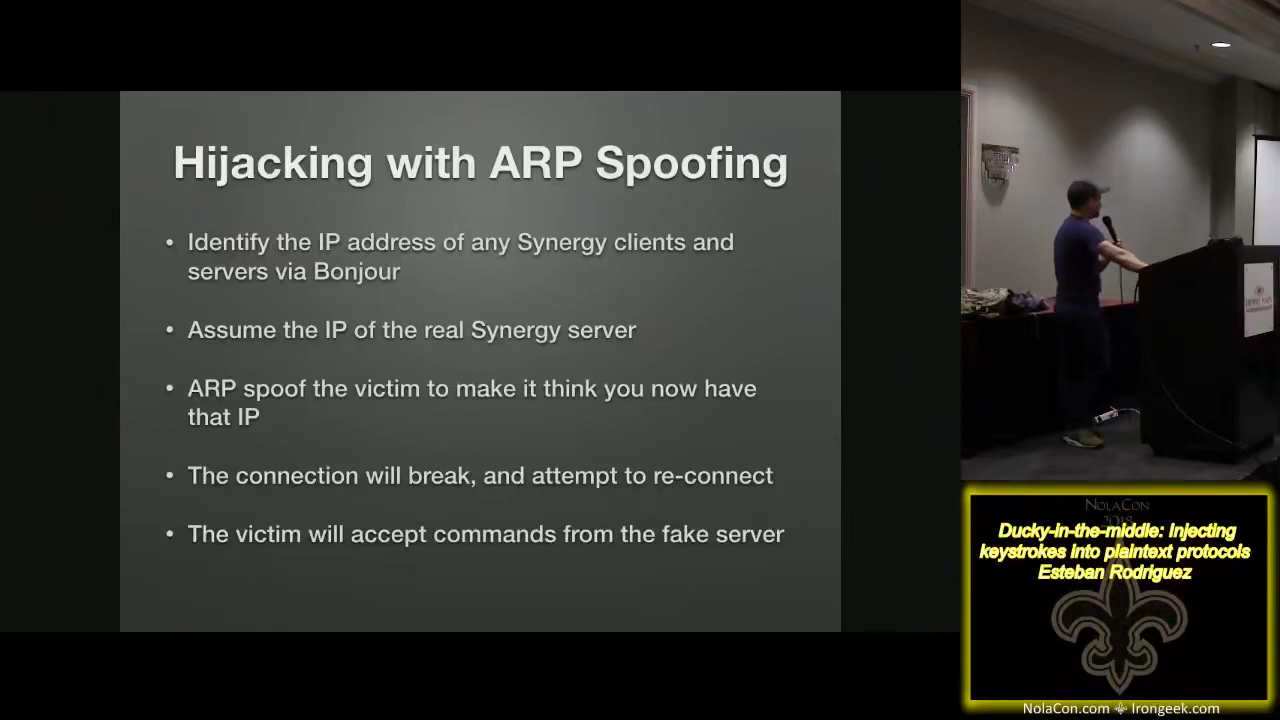 Hijacking with ARP Spoofing
• Identify the IP address of any Synergy clients and
servers via Bonjour
• Assume the IP of the real Synergy server
• ARP spoof the victim to make it think you now have
that IP
• The connection will break, and attempt to re-connect
• The victim will accept commands from the fake server
NOLACON
2018
Ducky-in-the-middle: Injecting
keystrokes into plaintext protocols
Esteban Rodriguez
NolaCon.com Irongeek.com